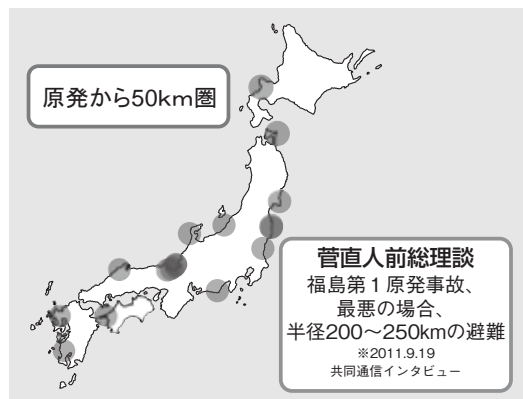 原発から50km圏
菅直人前総理談
福島第1原発事故、
最悪の場合、
半径200〜250kmの避難
※2011.9.19
共同通信インタビュー